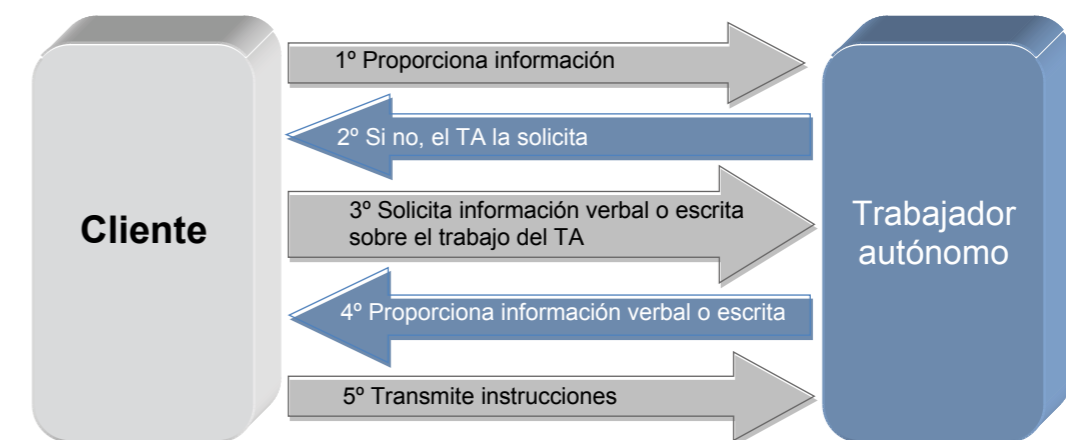 1º Proporciona información
2º Si no, el TA la solicita
Cliente
3º Solicita información verbal o escrita
sobre el trabajo del TA
Trabajador
autónomo
4º Proporciona información verbal o escrita
5º Transmite instrucciones